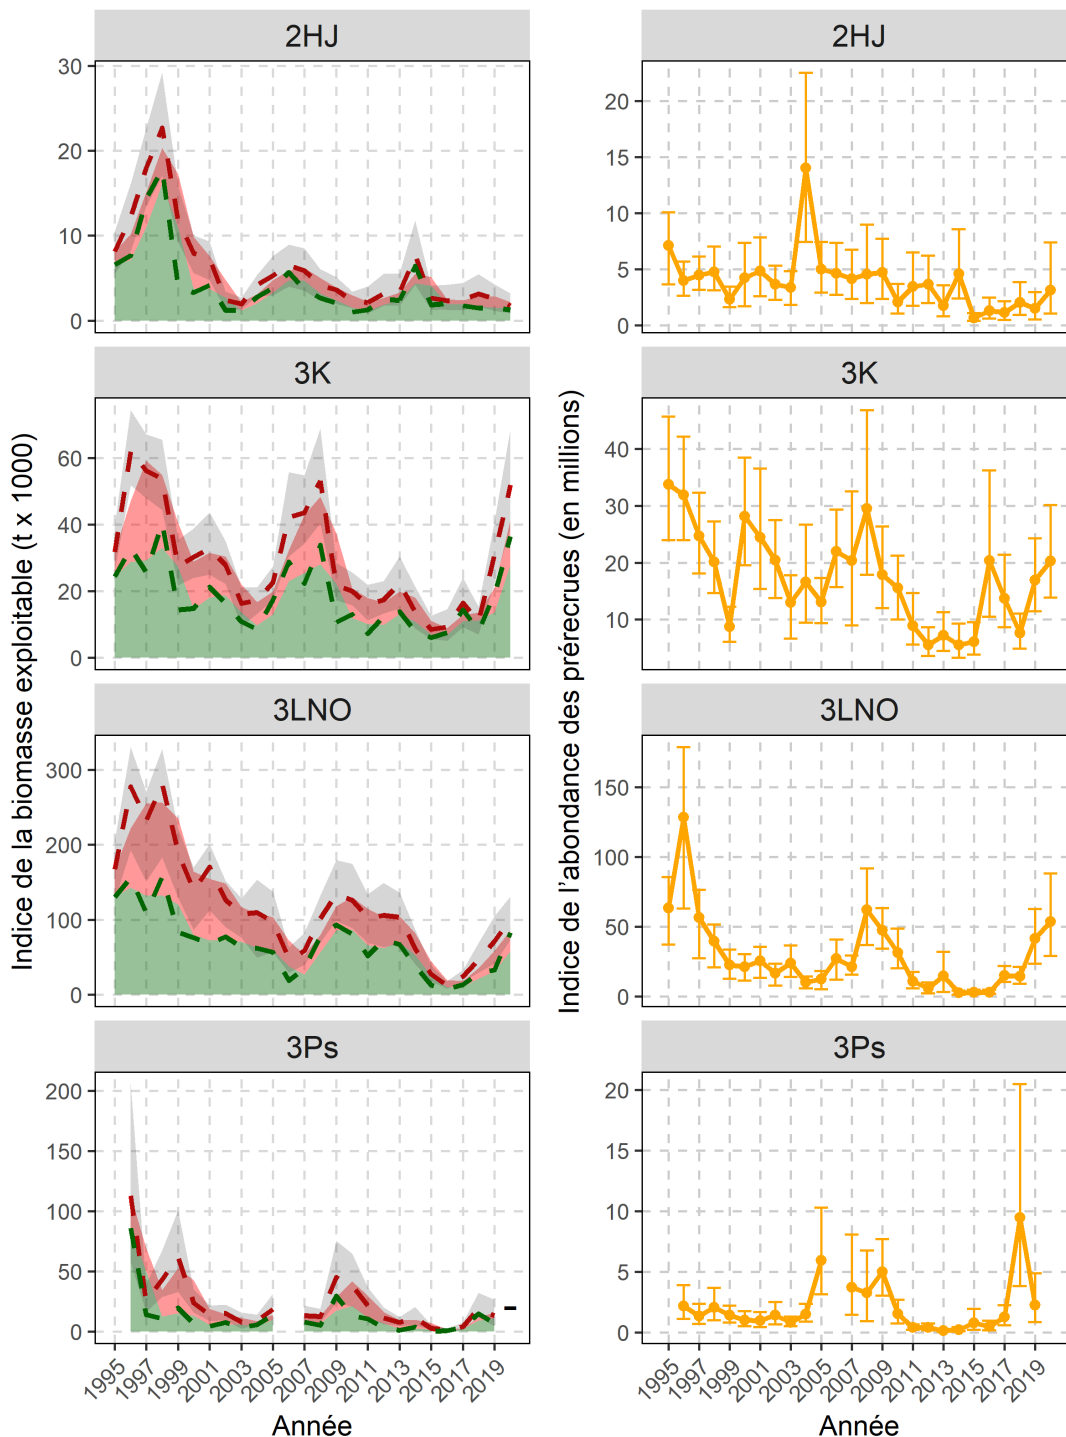 2HJ
30
20
10
0
3K
60
40
20
0
3LNO
300
200
100
0
3Ps
200
150
100
50
0
1995 1997 1999 2001 2003 2005 2007 2009 2011 2013 2015 2017 2019
Année
Indice de la biomasse exploitable (t x 1000)
2HJ
20
15
10
5
0
3K
40
30
20
10
3LNO
150
100
50
0
3Ps
20
15
10
5
0
1995 1997 1999 2001 2003 2005 2007 2009 2011 2013 2015 2017 2019
Année
Indice de l’abondance des prérecrues (en millions)